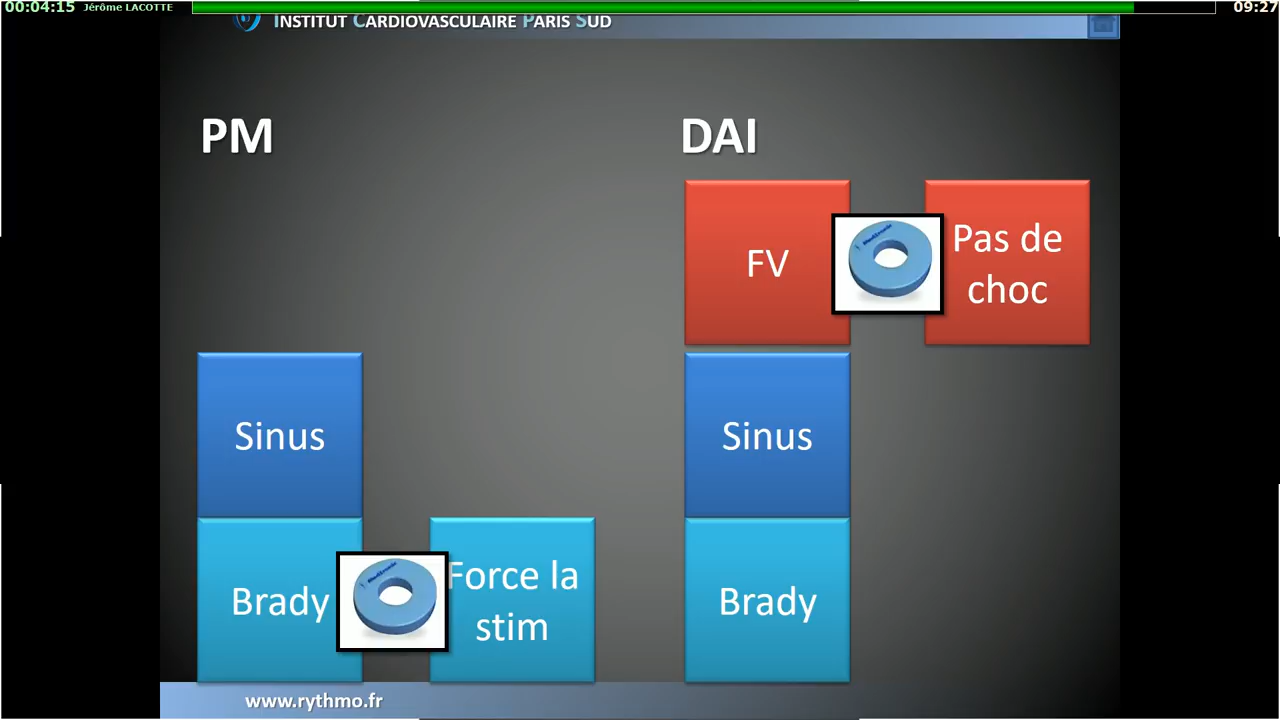 00:04:15 Jérôme LACOTTE
09:27
INSTITUT CARDIOVASCULAIRE PARIS SUD
PM
DAI
FV
Pas de
choc
Sinus
Sinus
Brady
Force la
stim
Brady
www.rythmo.fr